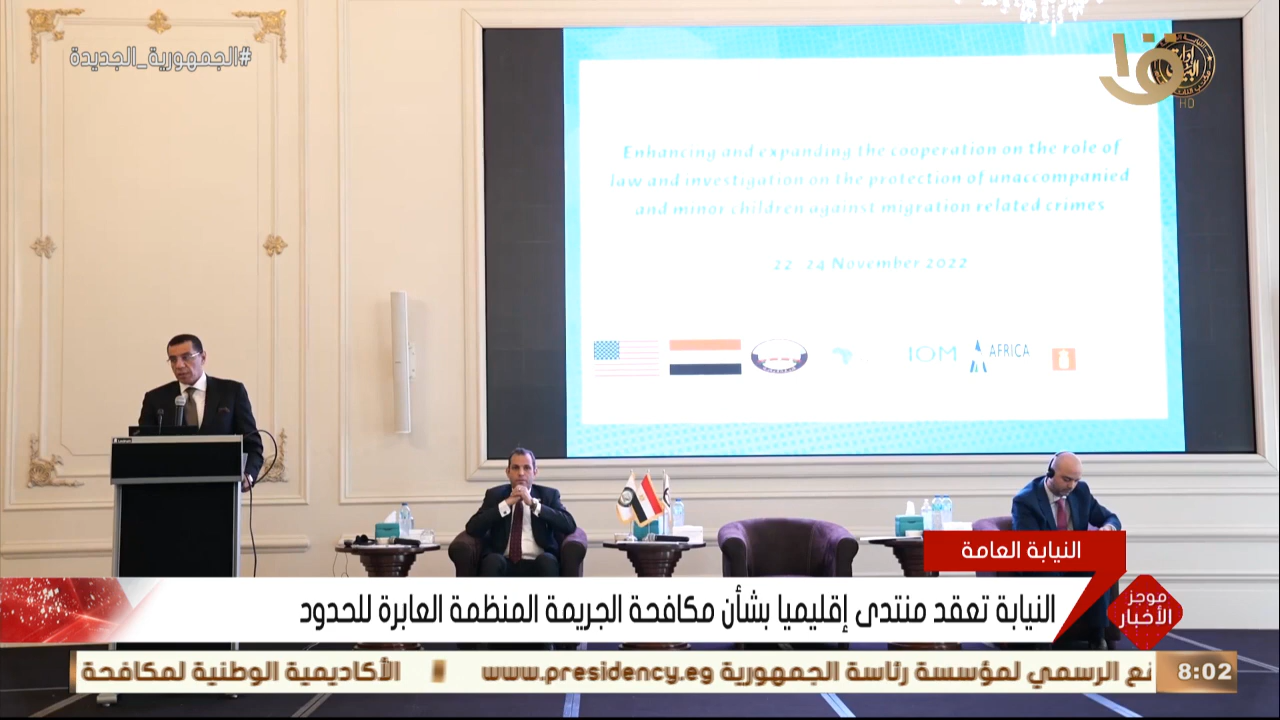 #الجمهورية_الجديدة
HD
Enhancing and expanding the cooperation on the role of
law and investigation on the protection of unaccompanied
and minor children against migration related crimes
22 24 November 2022
IOM
AFRICA
النيابة العامة
النيابة تعقد منتدى إقليميا بشأن مكافحة الجريمة المنظمة العابرة للحدود
موجز
الأخبار
ع الرسمي لمؤسسة رئاسة الجمهورية www.presidency.eg الأكاديمية الوطنية لمكافحة
8:02